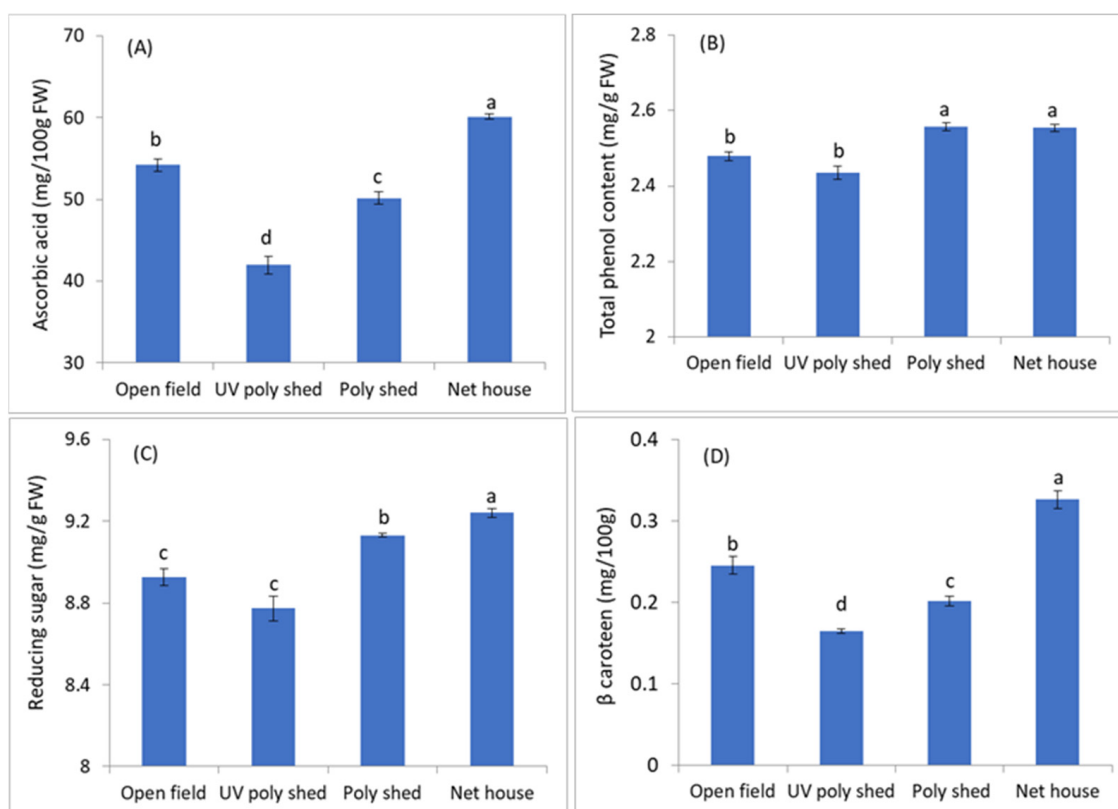 (A)
Ascorbic acid (mg/100g FW)
70
60
50
40
30
b
d
c
a
Open field UV poly shed Poly shed Net house
(B)
Total phenol content (mg/g FW)
2.8
2.6
2.4
2.2
2
b
b
a
a
Open field UV poly shed Poly shed Net house
(C)
Reducing sugar (mg/g FW)
9.6
9.2
8.8
8.4
8
c
c
b
a
Open field UV poly shed Poly shed Net house
(D)
β caroteen (mg/100g)
0.4
0.3
0.2
0.1
0
b
d
c
a
Open field UV poly shed Poly shed Net house